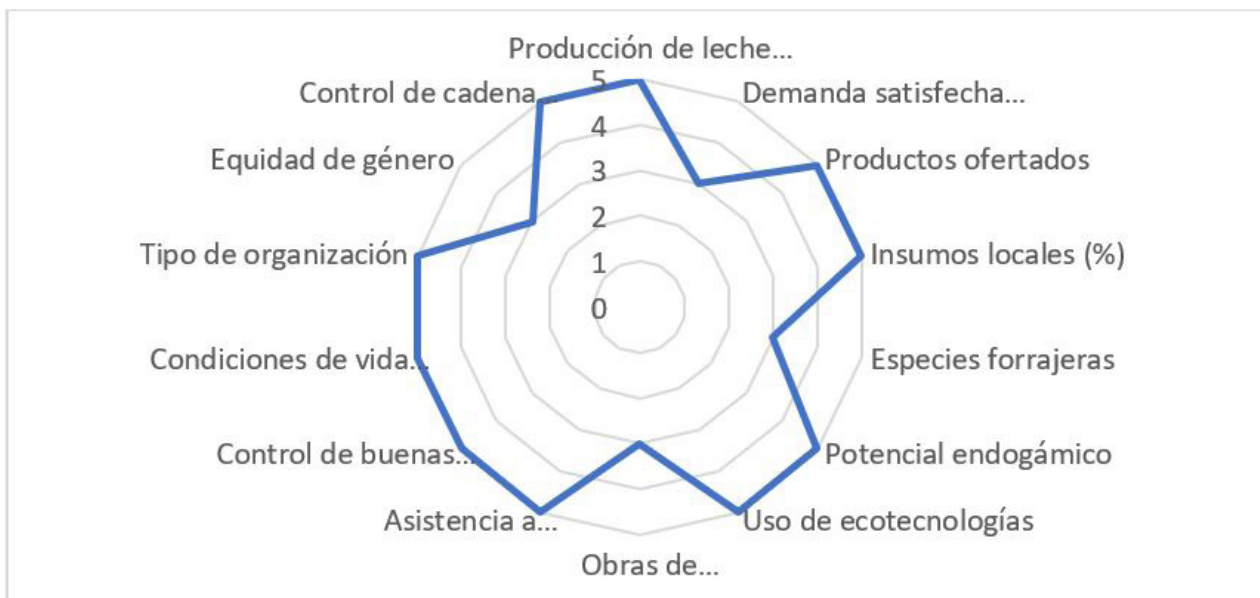 Producción de leche...
Demanda satisfecha...
Productos ofertados
Insumos locales (%)
Especies forrajeras
Potencial endogámico
Uso de ecotecnologías
Obras de...
Asistencia a...
Control de buenas...
Condiciones de vida...
Tipo de organización
Equidad de género
Control de cadena...
5
4
3
2
1
0